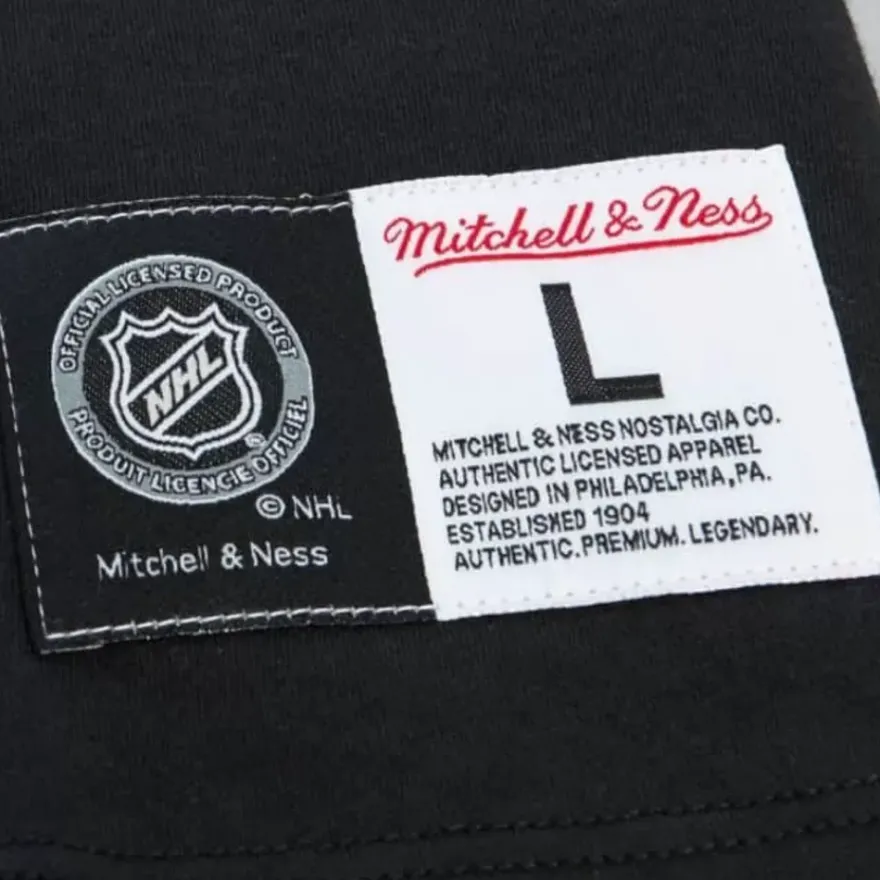 OFFICIAL LICENSED PRODUCT
NHL
PRODUIT LICENCIE OFFICIEL
© NHL
Mitchell & Ness
Mitchell & Ness
L
MITCHELL & NESS NOSTALGIA CO.
AUTHENTIC LICENSED APPAREL
DESIGNED IN PHILADELPHIA, PA.
ESTABLISHED 1904
AUTHENTIC. PREMIUM. LEGENDARY.